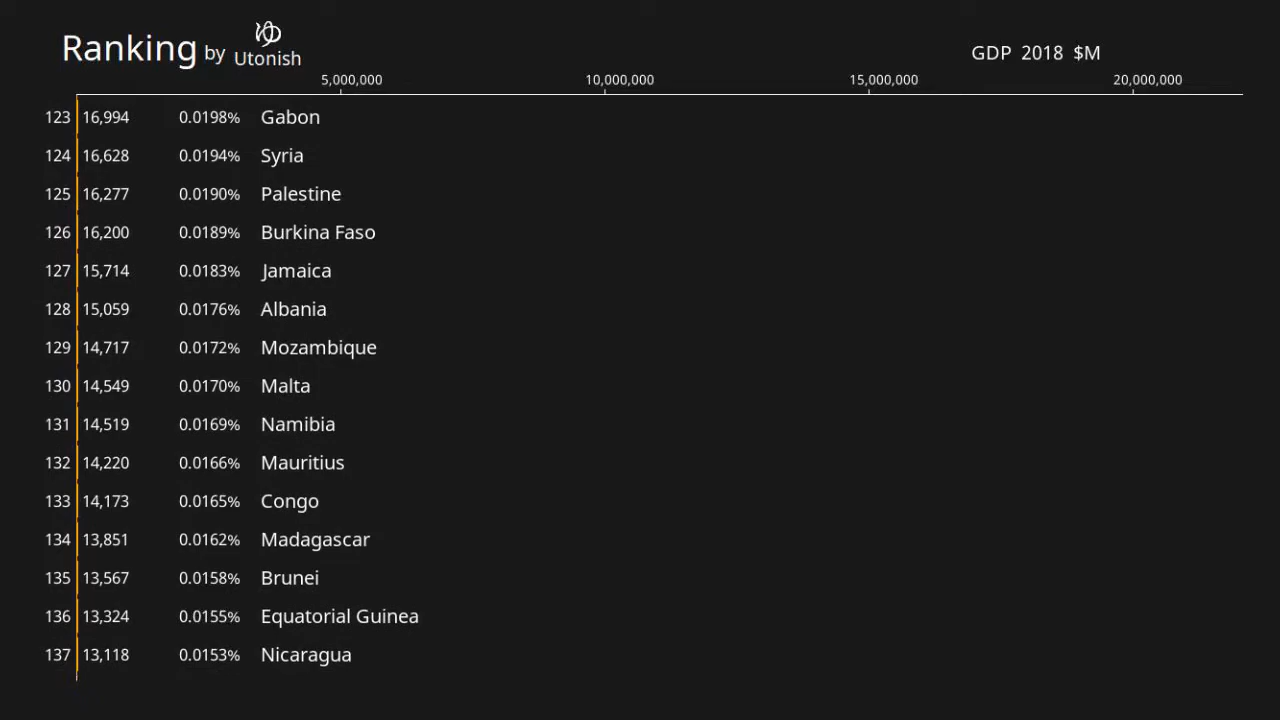 Ranking by Utonish
GDP 2018 $M
5,000,000 10,000,000 15,000,000 20,000,000
123 16,994 0.0198% Gabon
124 16,628 0.0194% Syria
125 16,277 0.0190% Palestine
126 16,200 0.0189% Burkina Faso
127 15,714 0.0183% Jamaica
128 15,059 0.0176% Albania
129 14,717 0.0172% Mozambique
130 14,549 0.0170% Malta
131 14,519 0.0169% Namibia
132 14,220 0.0166% Mauritius
133 14,173 0.0165% Congo
134 13,851 0.0162% Madagascar
135 13,567 0.0158% Brunei
136 13,324 0.0155% Equatorial Guinea
137 13,118 0.0153% Nicaragua